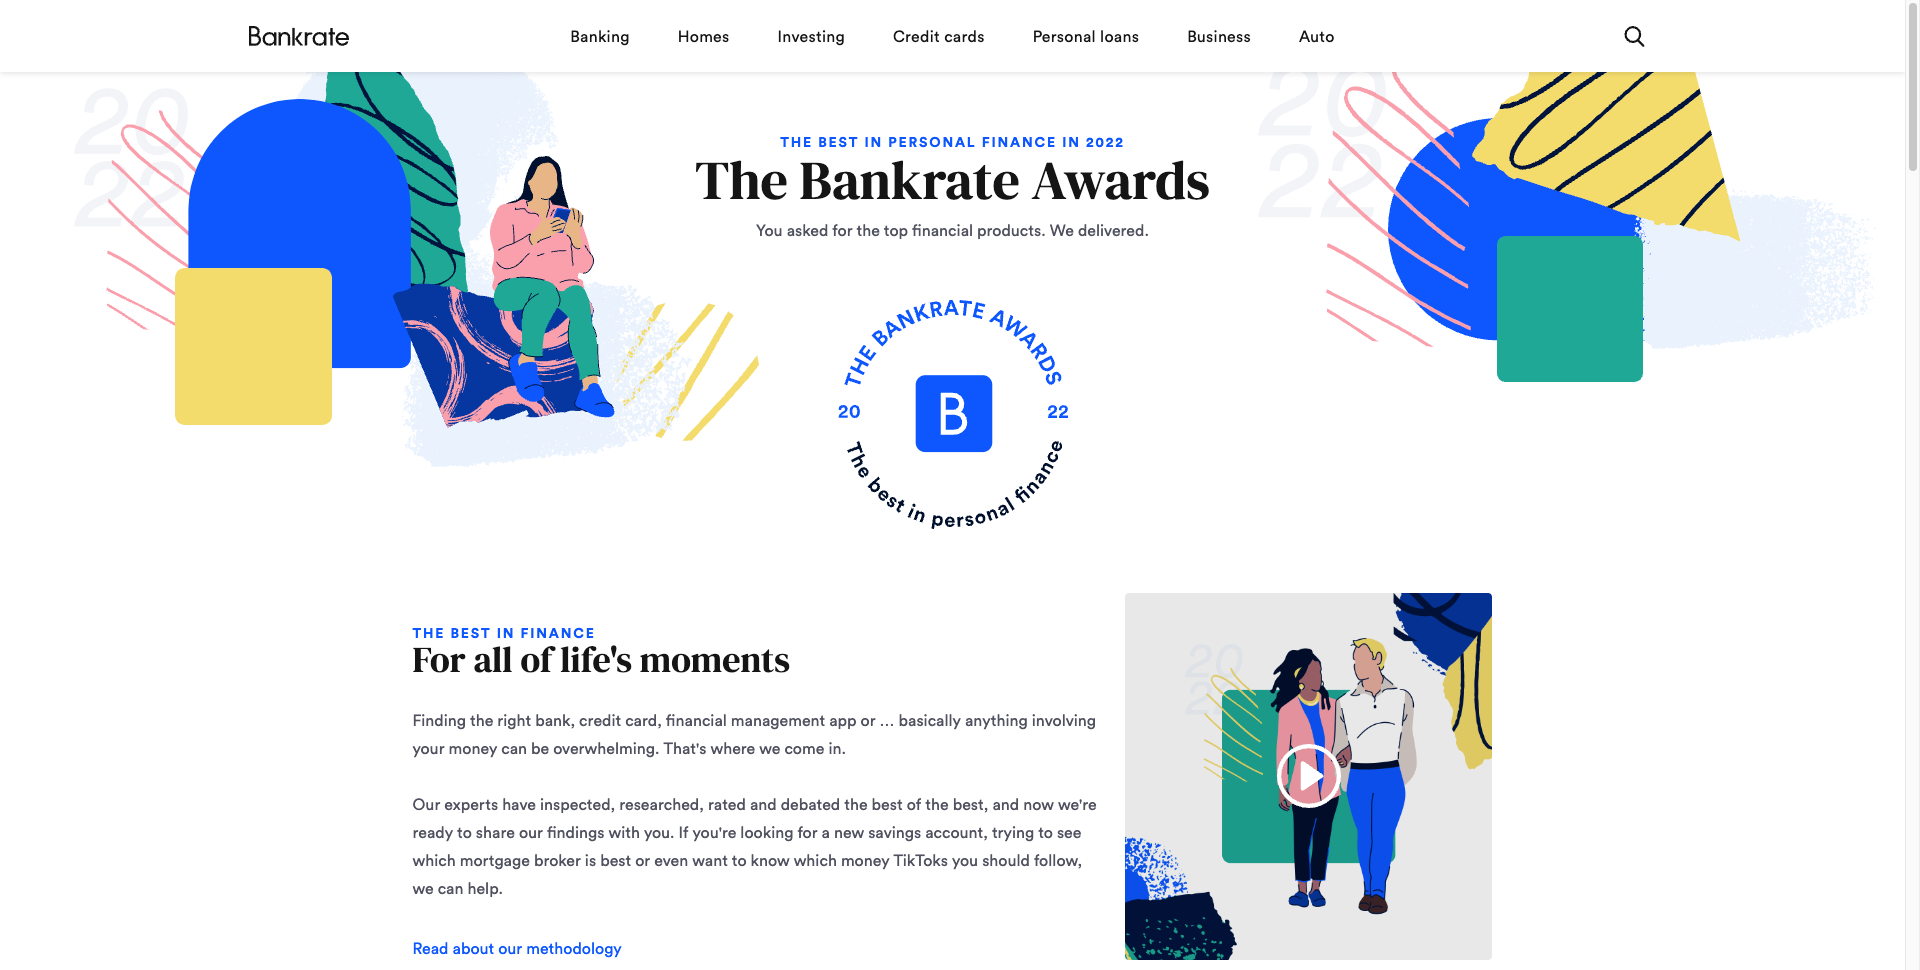 Bankrate
Banking
Homes
Investing
Credit cards
Personal loans
Business
Auto
20
22
20
22
THE BEST IN PERSONAL FINANCE IN 2022
The Bankrate Awards
You asked for the top financial products. We delivered.
THE BANKRATE AWARDS
20
B
22
The best in personal finance
THE BEST IN FINANCE
For all of life's moments
Finding the right bank, credit card, financial management app or ... basically anything involving
your money can be overwhelming. That's where we come in.
Our experts have inspected, researched, rated and debated the best of the best, and now we're
ready to share our findings with you. If you're looking for a new savings account, trying to see
which mortgage broker is best or even want to know which money TikToks you should follow,
we can help.
Read about our methodology
20